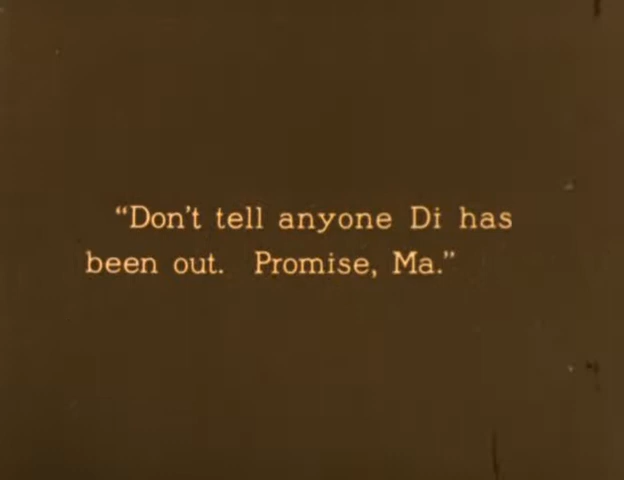 “Don't tell anyone Di has
been out. Promise, Ma.”